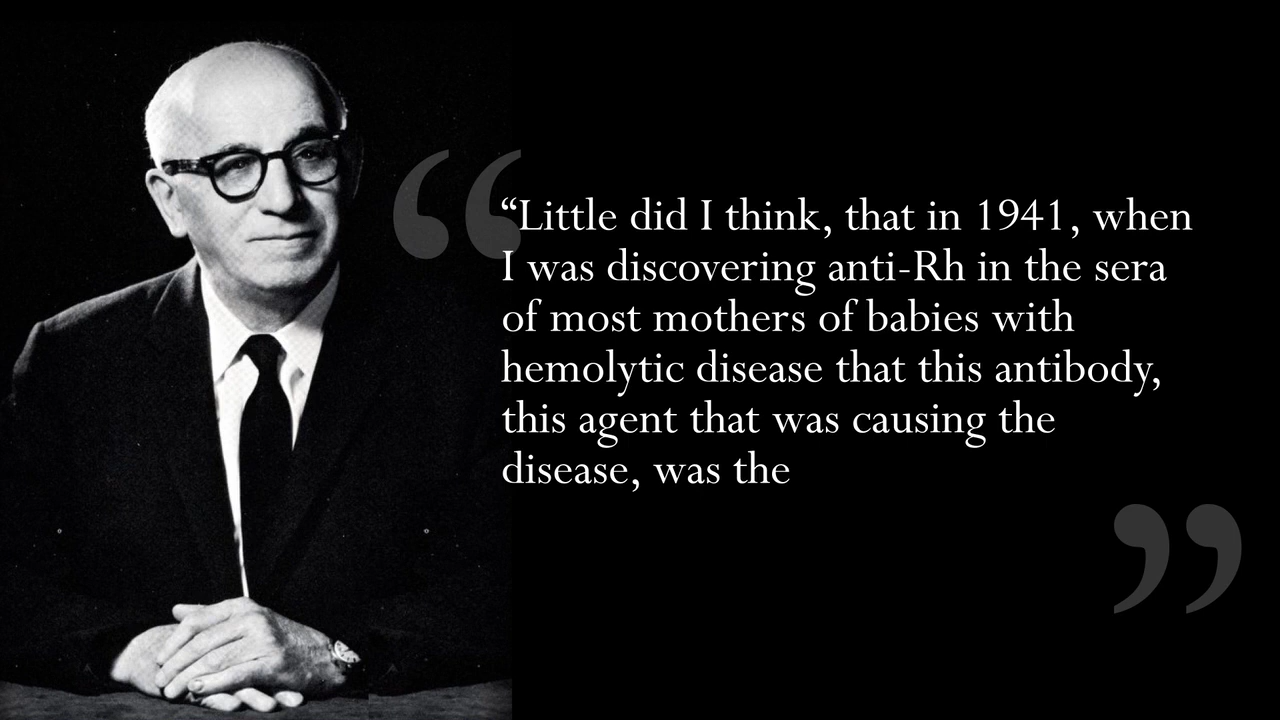 “Little did I think, that in 1941, when
I was discovering anti-Rh in the sera
of most mothers of babies with
hemolytic disease that this antibody,
this agent that was causing the
disease, was the